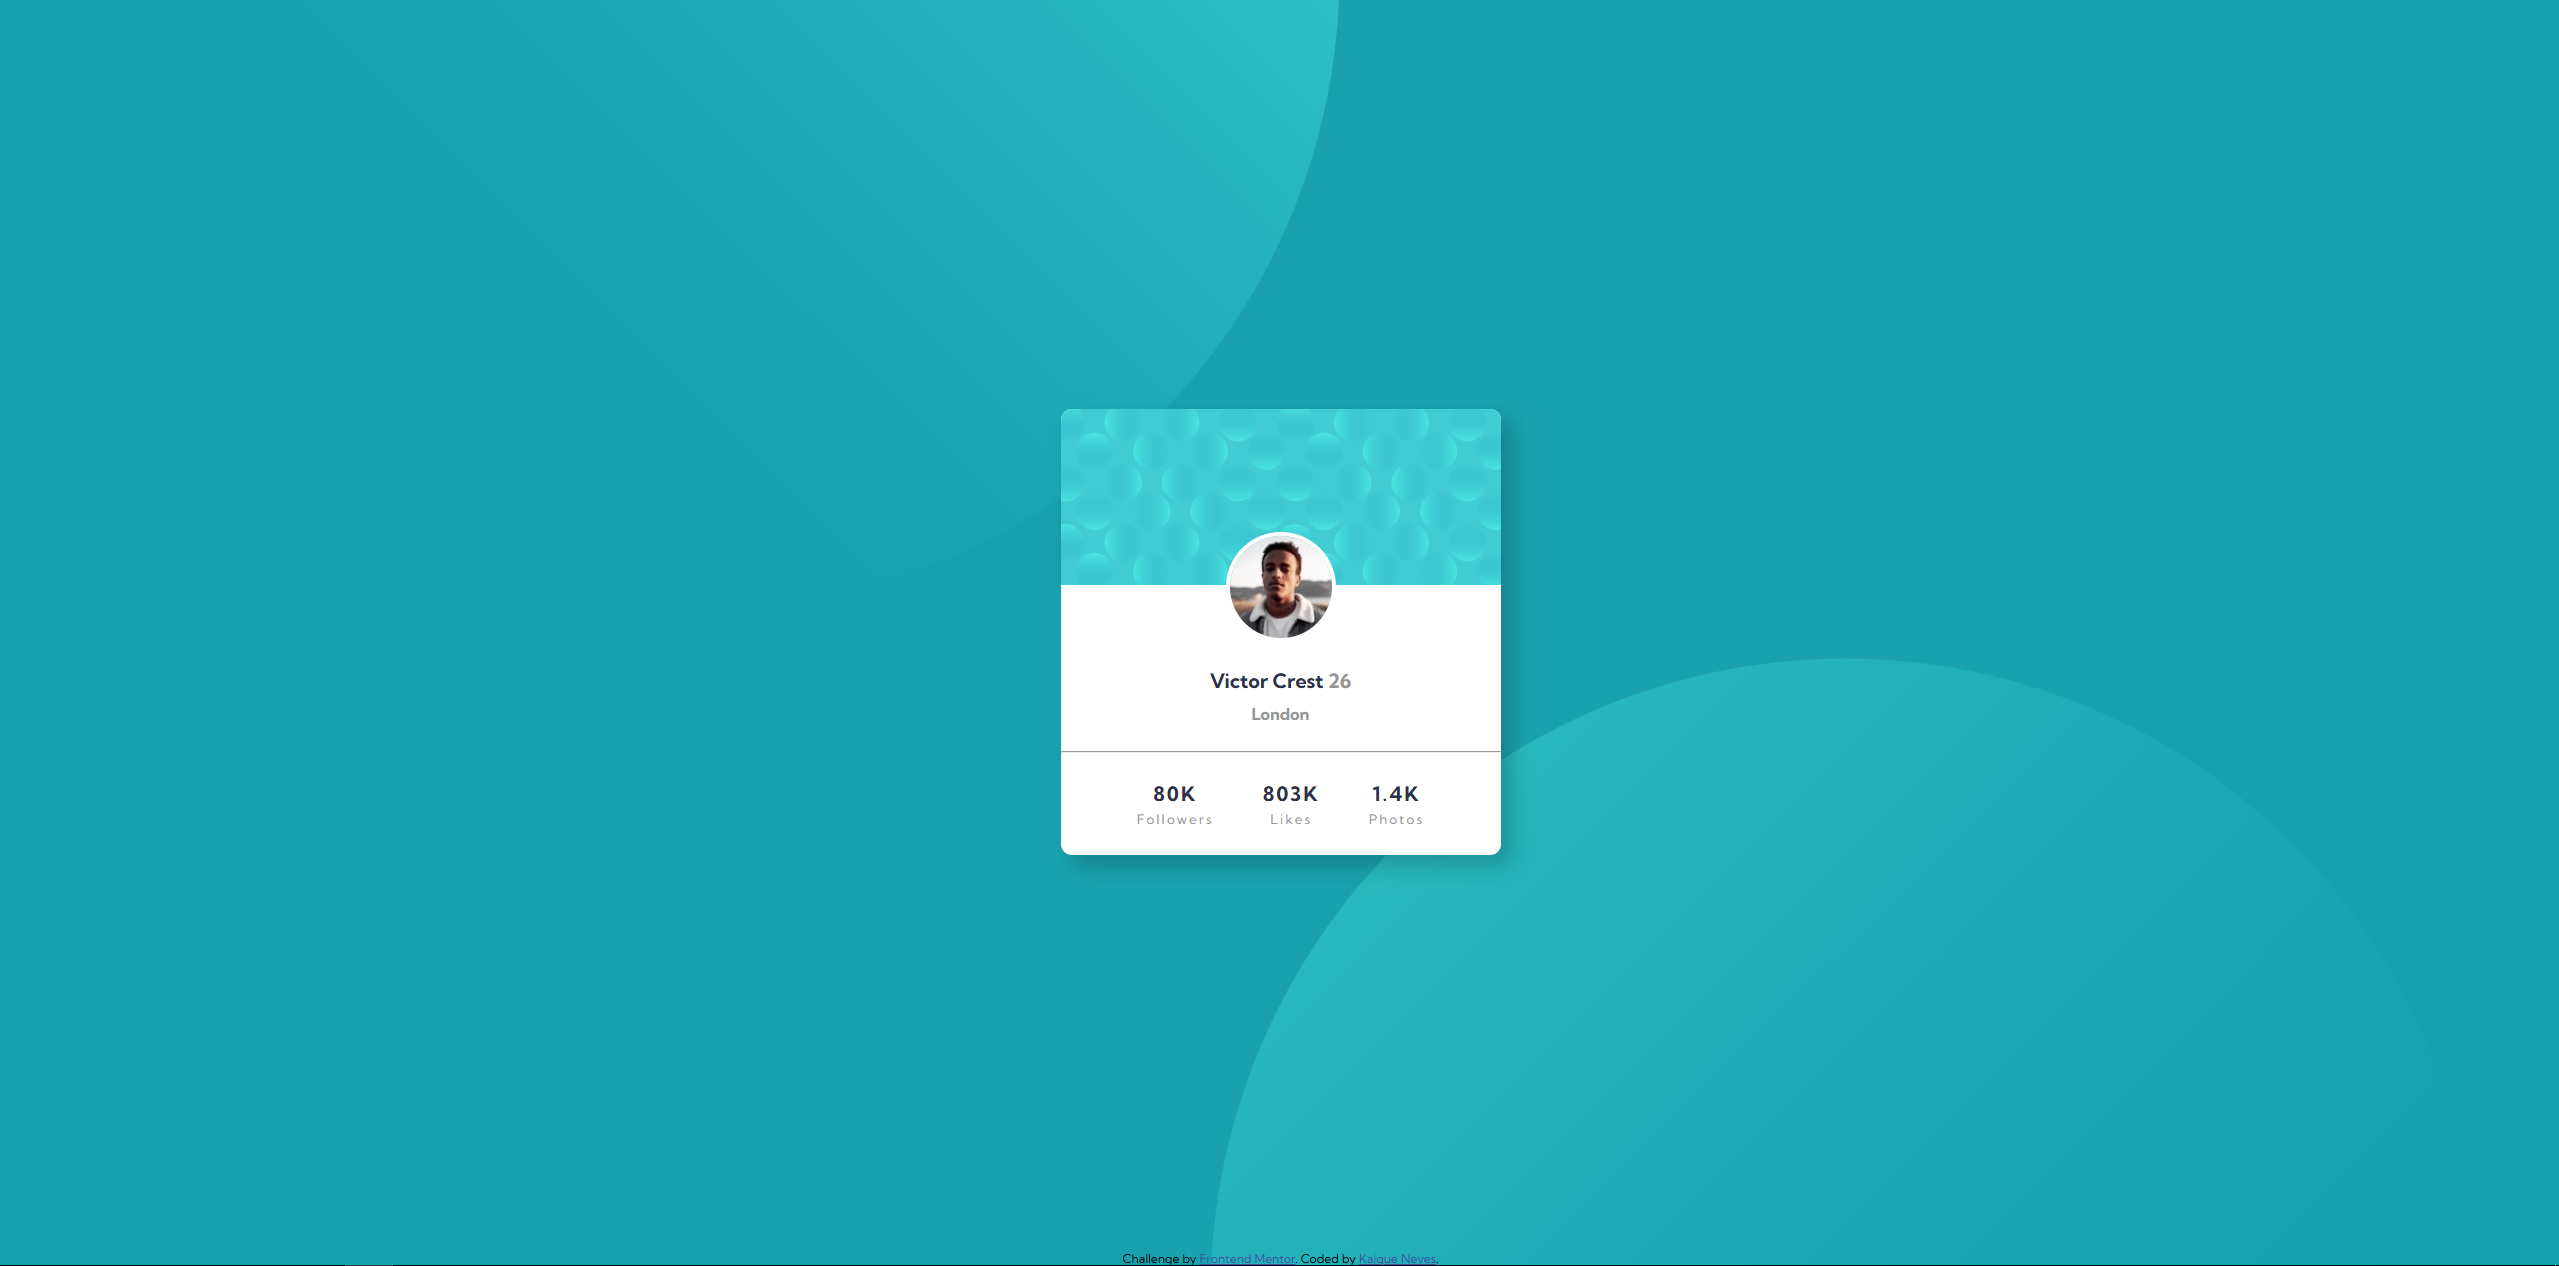 Victor Crest 26
London
80K 803K 1.4K
Followers Likes Photos
Challenge by Frontend Mentor. Coded by Kaique Neves.